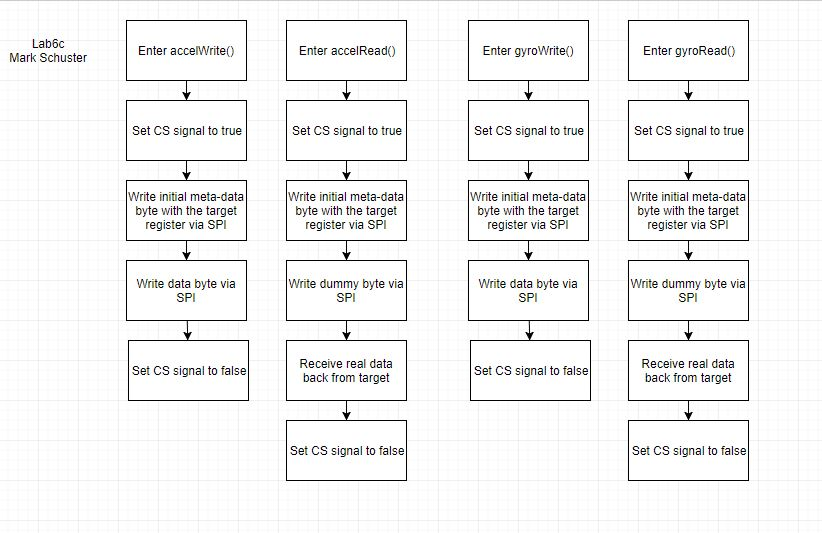 Lab6c
Mark Schuster
Enter accelWrite()
Set CS signal to true
Write initial meta-data
byte with the target
register via SPI
Write data byte via
SPI
Set CS signal to false
Enter accelRead()
Set CS signal to true
Write initial meta-data
byte with the target
register via SPI
Write dummy byte via
SPI
Receive real data
back from target
Set CS signal to false
Enter gyroWrite()
Set CS signal to true
Write initial meta-data
byte with the target
register via SPI
Write data byte via
SPI
Set CS signal to false
Enter gyroRead()
Set CS signal to true
Write initial meta-data
byte with the target
register via SPI
Write dummy byte via
SPI
Receive real data
back from target
Set CS signal to false